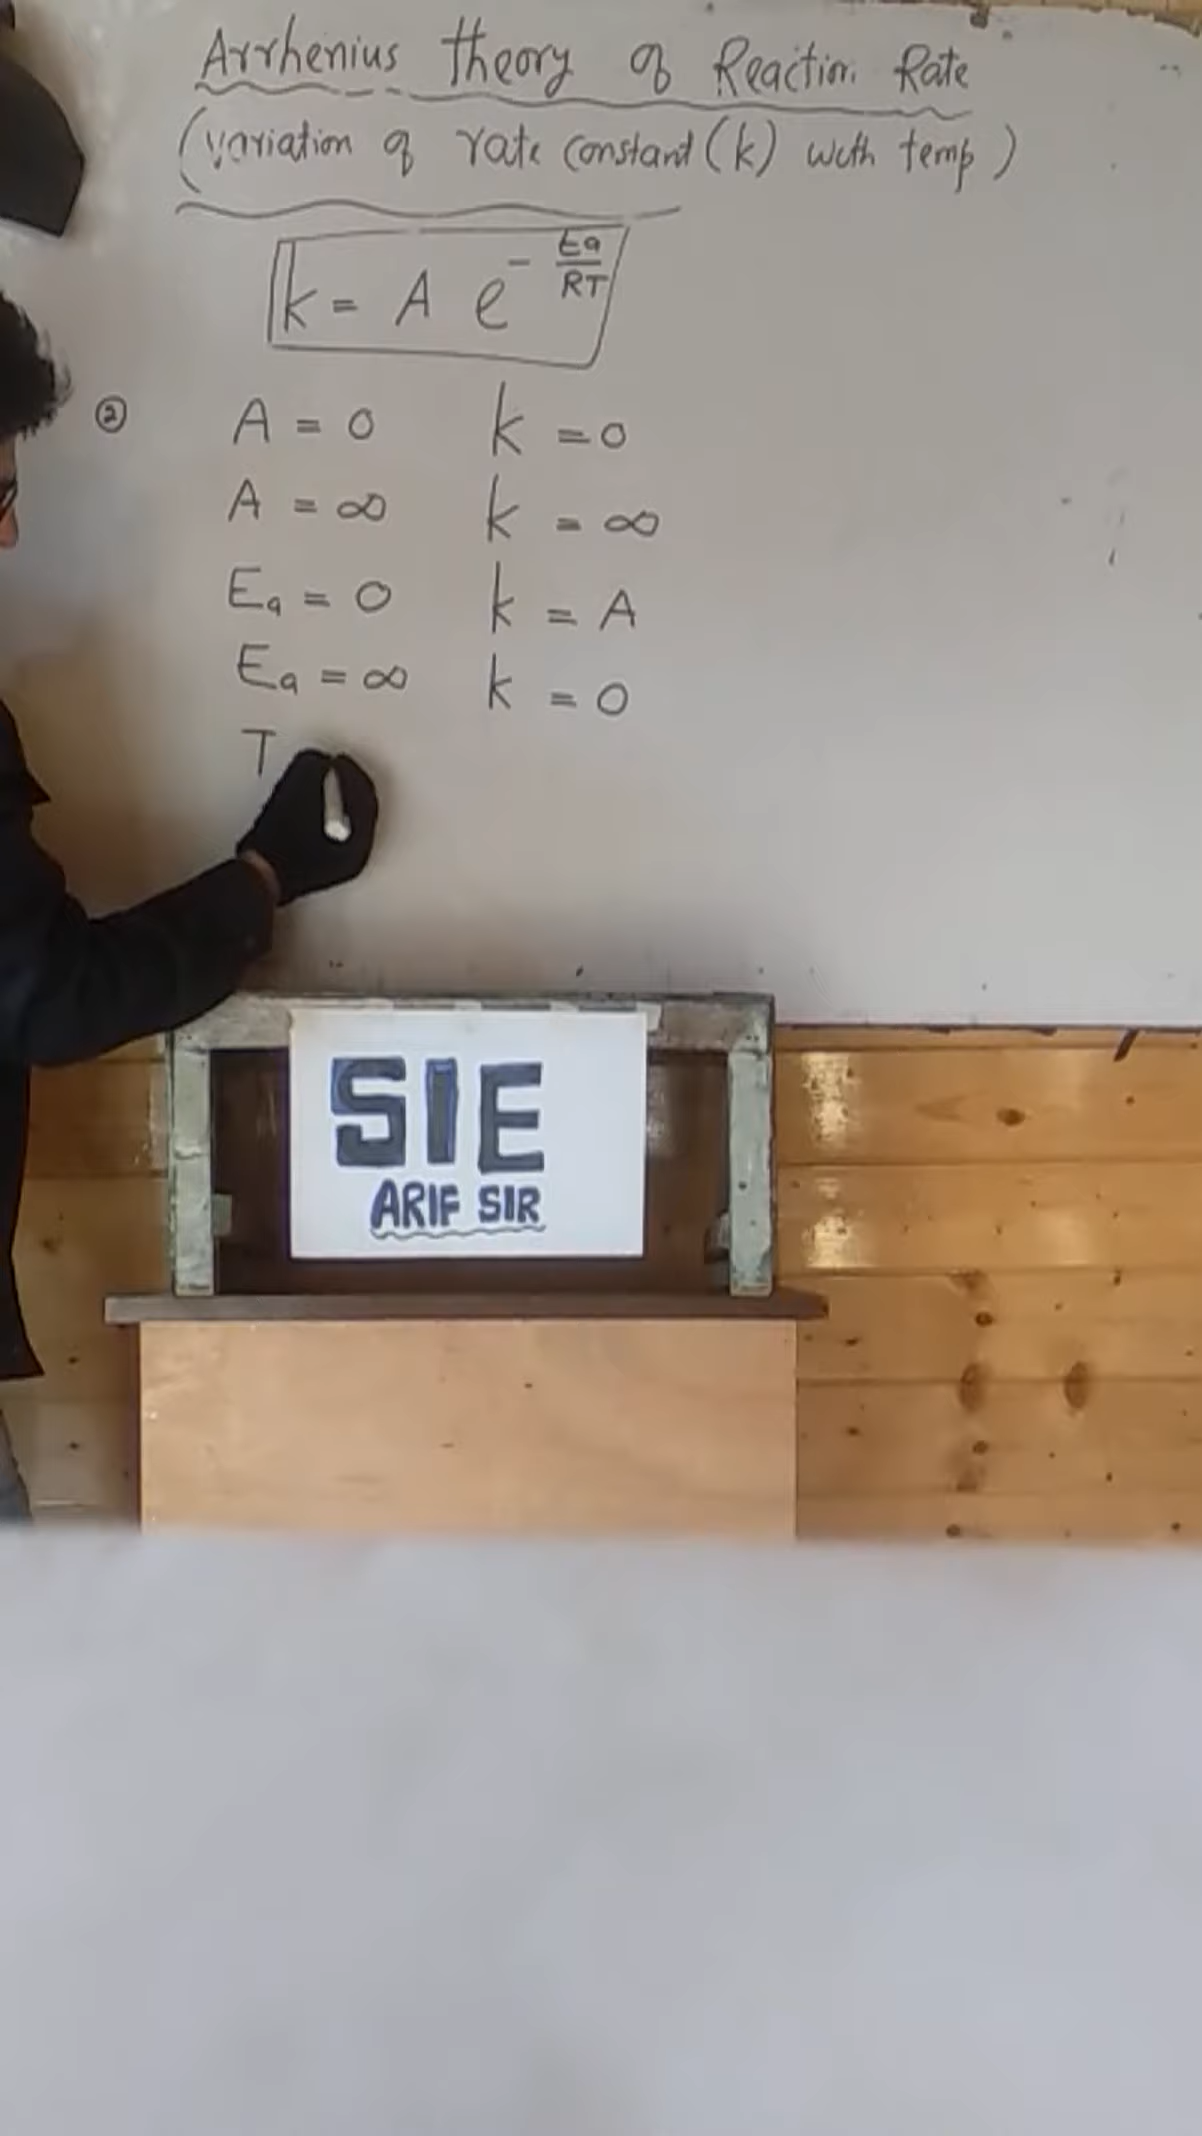 Arrhenius theory of Reaction Rate
(variation of rate constant (k) with temp)
k = A e^-Ea/RT
② A = 0 k = 0
A = ∞ k = ∞
Ea = 0 k = A
Ea = ∞ k = 0
T
SIE
ARIF SIR